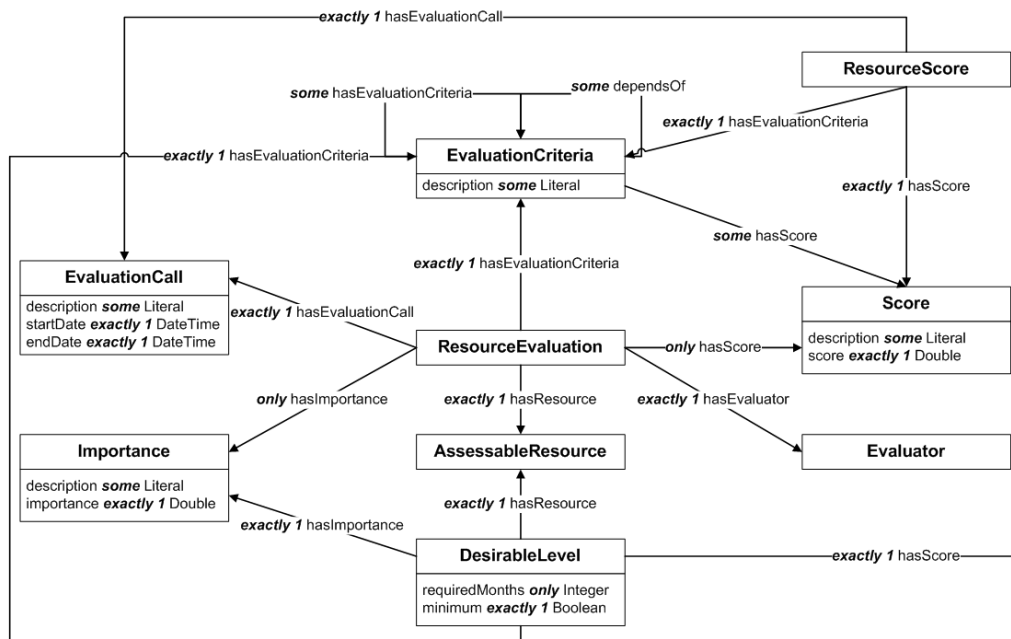 exactly 1 hasEvaluationCall
ResourceScore
some hasEvaluationCriteria
some dependsOf
exactly 1 hasEvaluationCriteria
exactly 1 hasEvaluationCriteria
EvaluationCriteria
description some Literal
exactly 1 hasScore
some hasScore
exactly 1 hasEvaluationCriteria
EvaluationCall
description some Literal
startDate exactly 1 DateTime
endDate exactly 1 DateTime
exactly 1 hasEvaluationCall
Score
description some Literal
score exactly 1 Double
ResourceEvaluation
only hasScore
only hasImportance
exactly 1 hasResource
exactly 1 hasEvaluator
Importance
description some Literal
importance exactly 1 Double
AssessableResource
Evaluator
exactly 1 hasResource
exactly 1 hasImportance
DesirableLevel
requiredMonths only Integer
minimum exactly 1 Boolean
exactly 1 hasScore